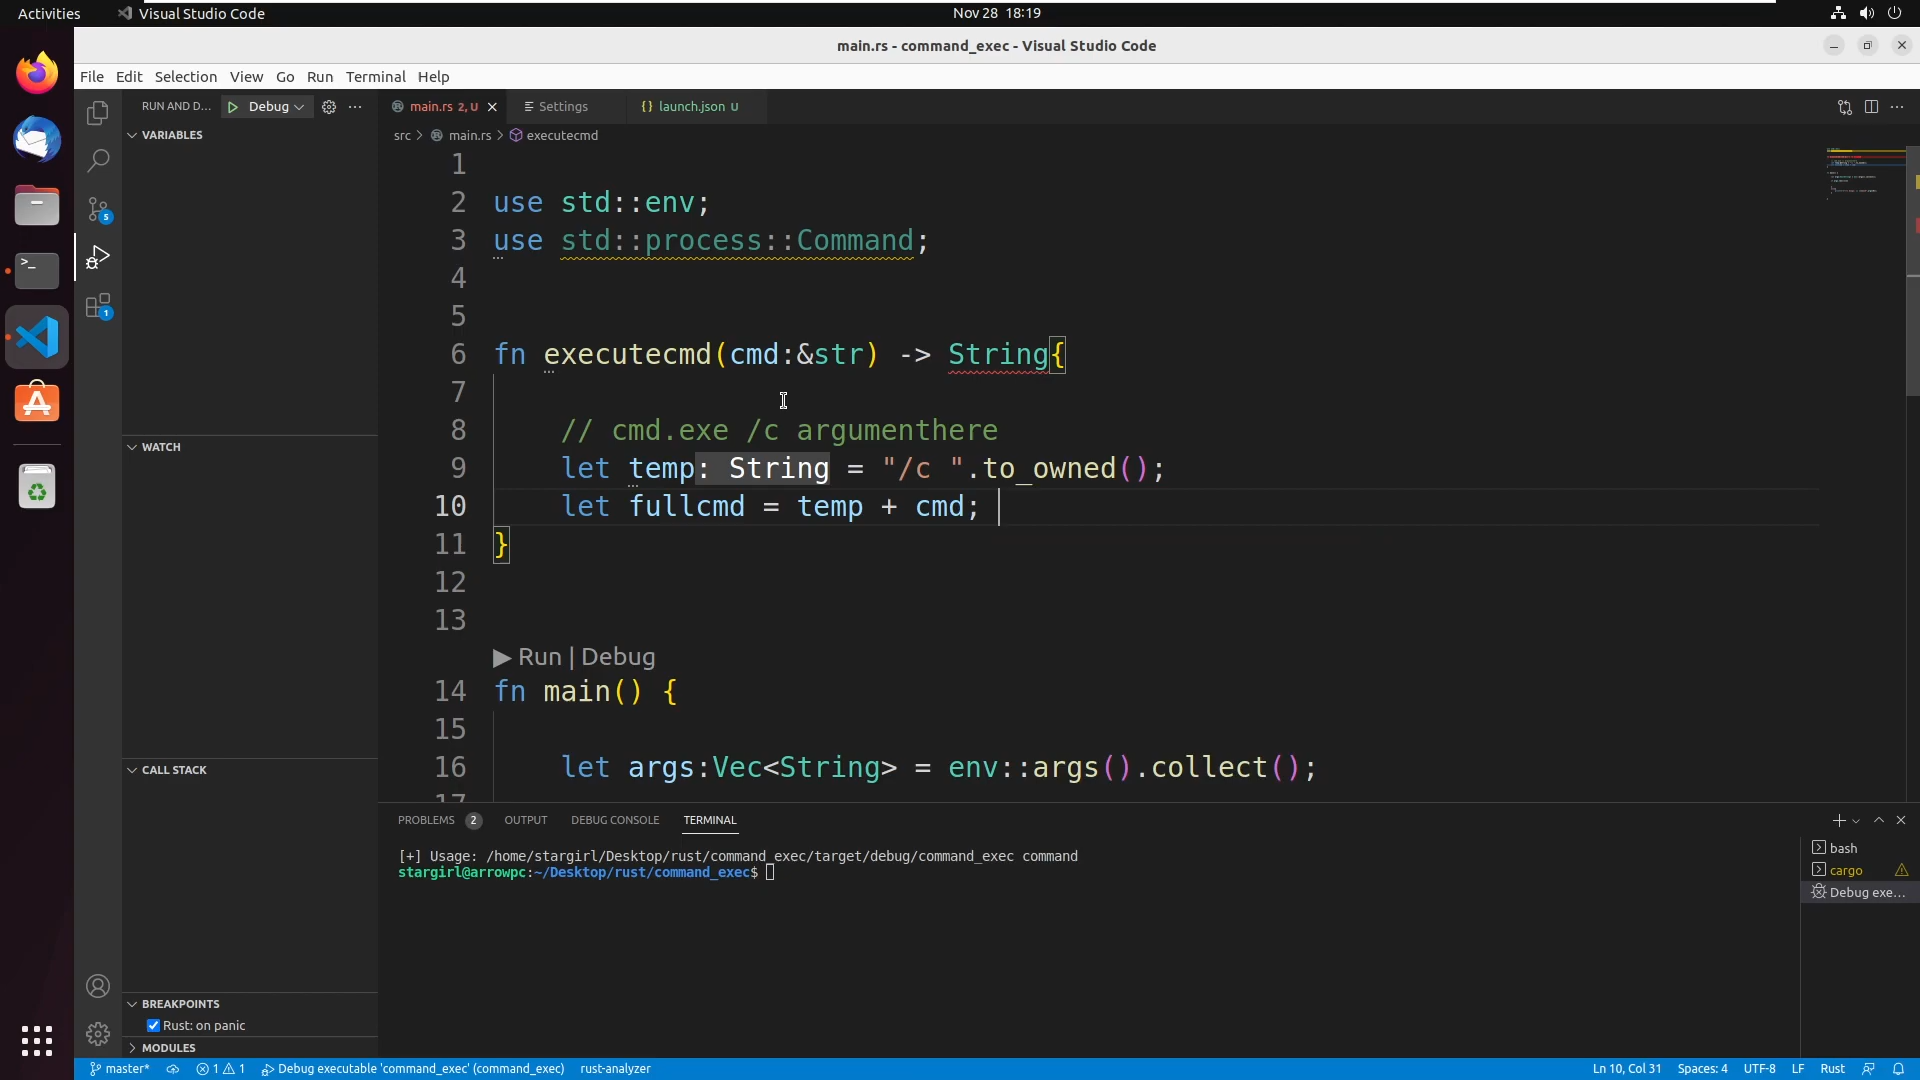 Activities
Visual Studio Code
Nov 28 18:19
main.rs - command_exec - Visual Studio Code
File Edit Selection View Go Run Terminal Help
RUN AND D... Debug
main.rs 2, U
Settings
{} launch.json U
src > main.rs > executecmd
VARIABLES
1
2 use std::env;
3 use std::process::Command;
4
5
6 fn executecmd(cmd:&str) -> String{
7
8 // cmd.exe /c argumenthere
9 let temp: String = "/c ".to_owned();
10 let fullcmd = temp + cmd;
11 }
12
13
▶ Run | Debug
14 fn main() {
15
16 let args:Vec<String> = env::args().collect();
17
WATCH
CALL STACK
BREAKPOINTS
Rust: on panic
MODULES
5
1
PROBLEMS 2 OUTPUT DEBUG CONSOLE TERMINAL
[+] Usage: /home/stargirl/Desktop/rust/command_exec/target/debug/command_exec command
stargirl@arrowpc:~/Desktop/rust/command_exec$
bash
cargo
Debug exe...
master* 1 1 Debug executable 'command_exec' (command_exec) rust-analyzer
Ln 10, Col 31 Spaces: 4 UTF-8 LF Rust